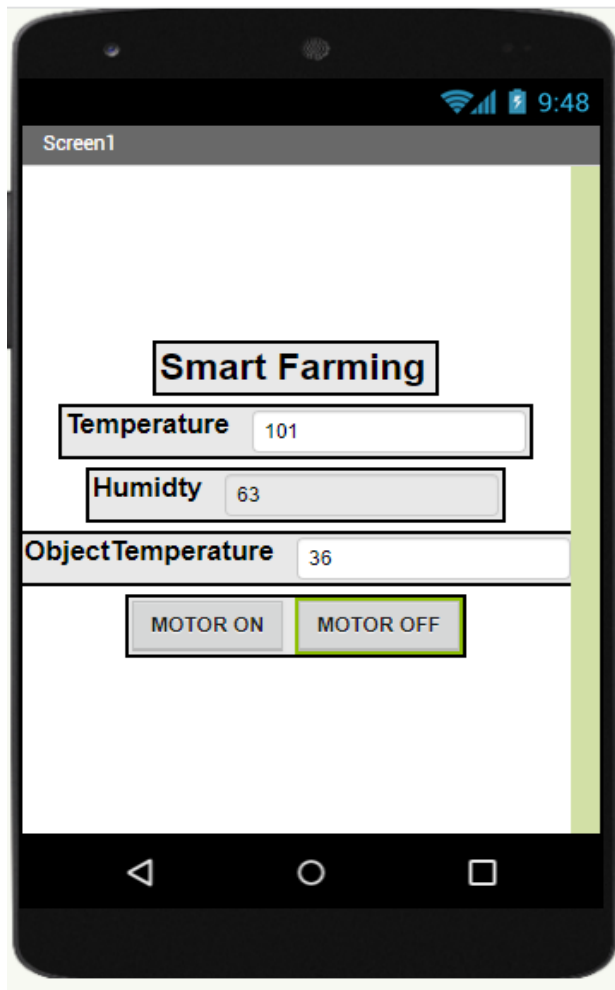 9:48
Screen1
Smart Farming
Temperature 101
Humidty 63
ObjectTemperature 36
MOTOR ON MOTOR OFF